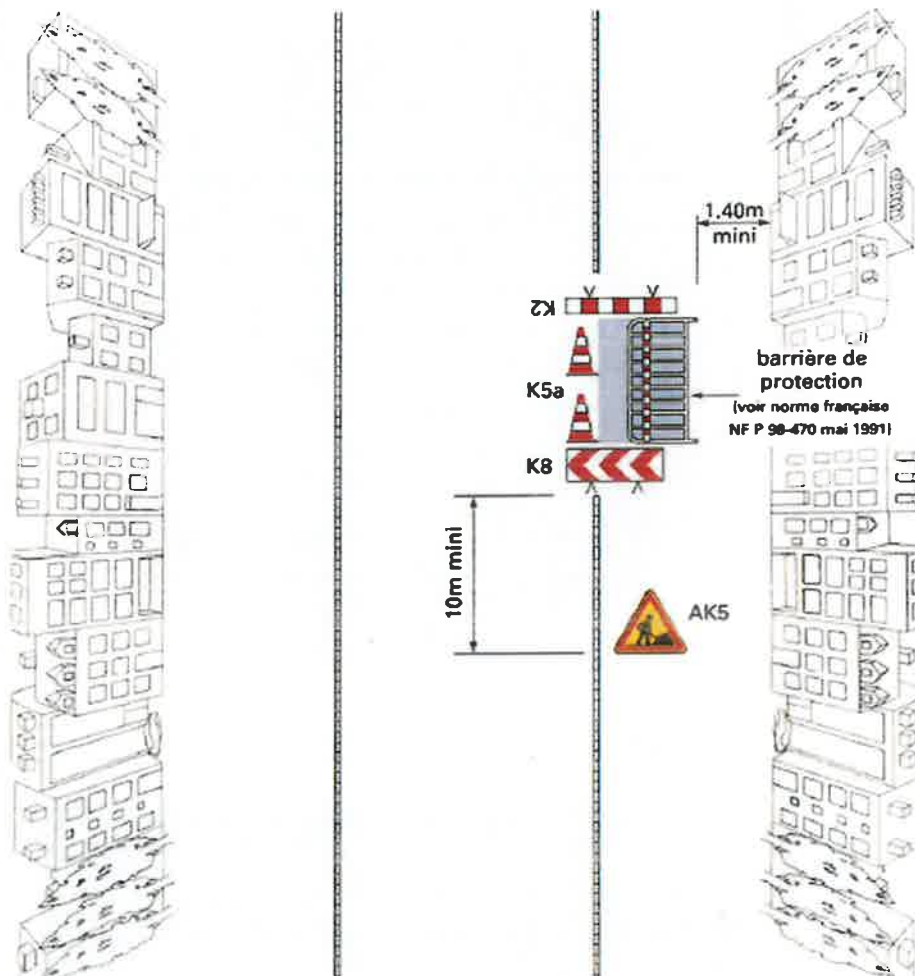 1.40m
mini
K2
barrière de
protection
(voir norme française
NF P 98-470 mai 1991)
K5a
K8
10m mini
AK5